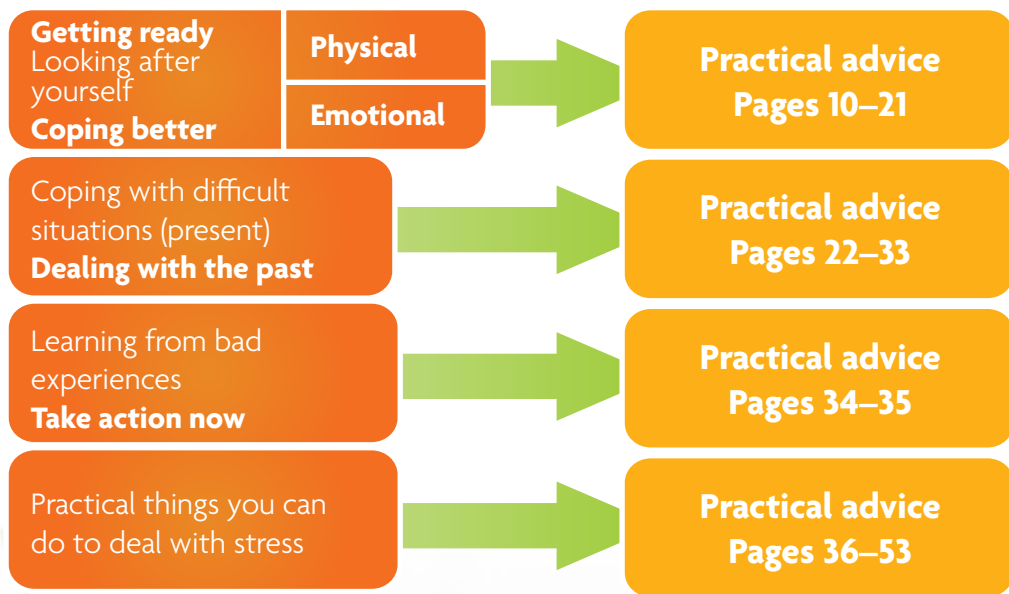 Getting ready
Looking after
yourself
Coping better
Physical
Emotional
Practical advice
Pages 10–21
Coping with difficult
situations (present)
Dealing with the past
Practical advice
Pages 22–33
Learning from bad
experiences
Take action now
Practical advice
Pages 34–35
Practical things you can
do to deal with stress
Practical advice
Pages 36–53